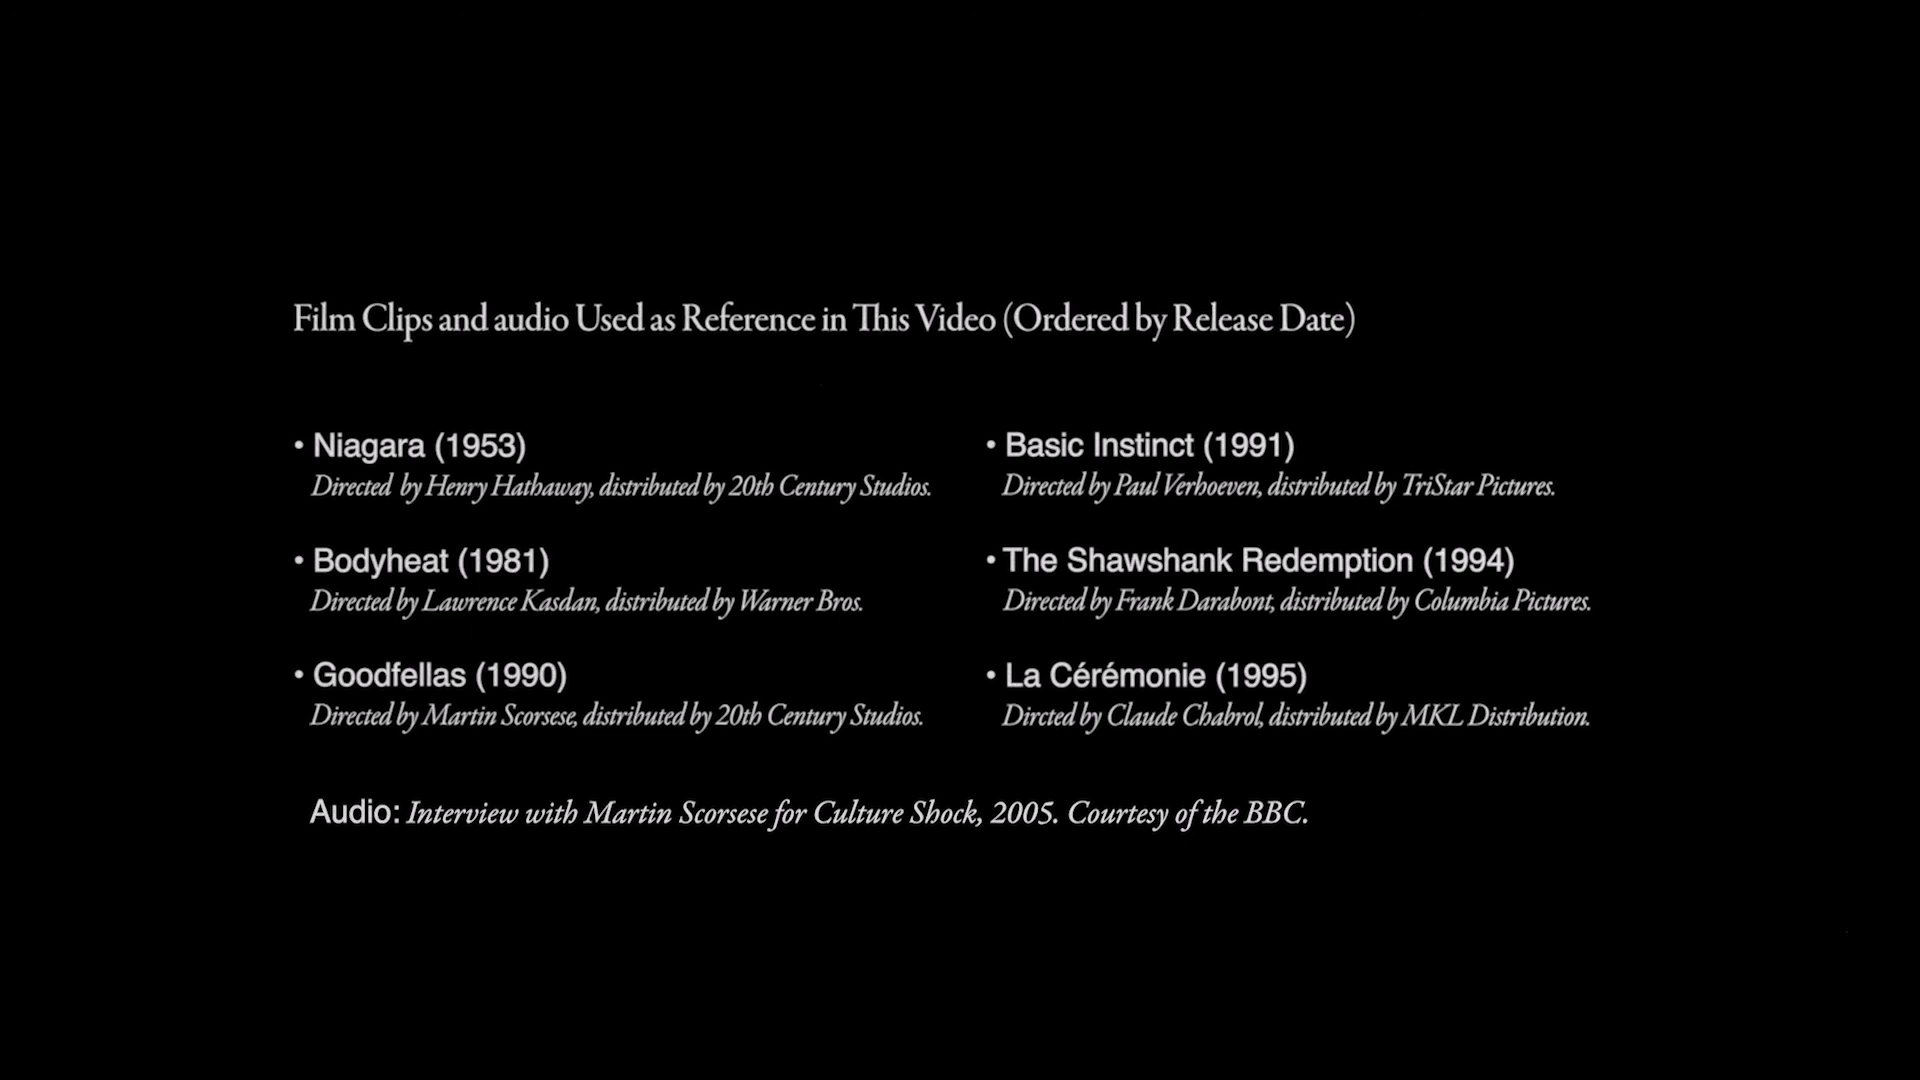 Film Clips and audio Used as Reference in This Video (Ordered by Release Date)
• Niagara (1953)
Directed by Henry Hathaway, distributed by 20th Century Studios.
• Bodyheat (1981)
Directed by Lawrence Kasdan, distributed by Warner Bros.
• Goodfellas (1990)
Directed by Martin Scorsese, distributed by 20th Century Studios.
• Basic Instinct (1991)
Directed by Paul Verhoeven, distributed by TriStar Pictures.
• The Shawshank Redemption (1994)
Directed by Frank Darabont, distributed by Columbia Pictures.
• La Cérémonie (1995)
Dircted by Claude Chabrol, distributed by MKL Distribution.
Audio: Interview with Martin Scorsese for Culture Shock, 2005. Courtesy of the BBC.